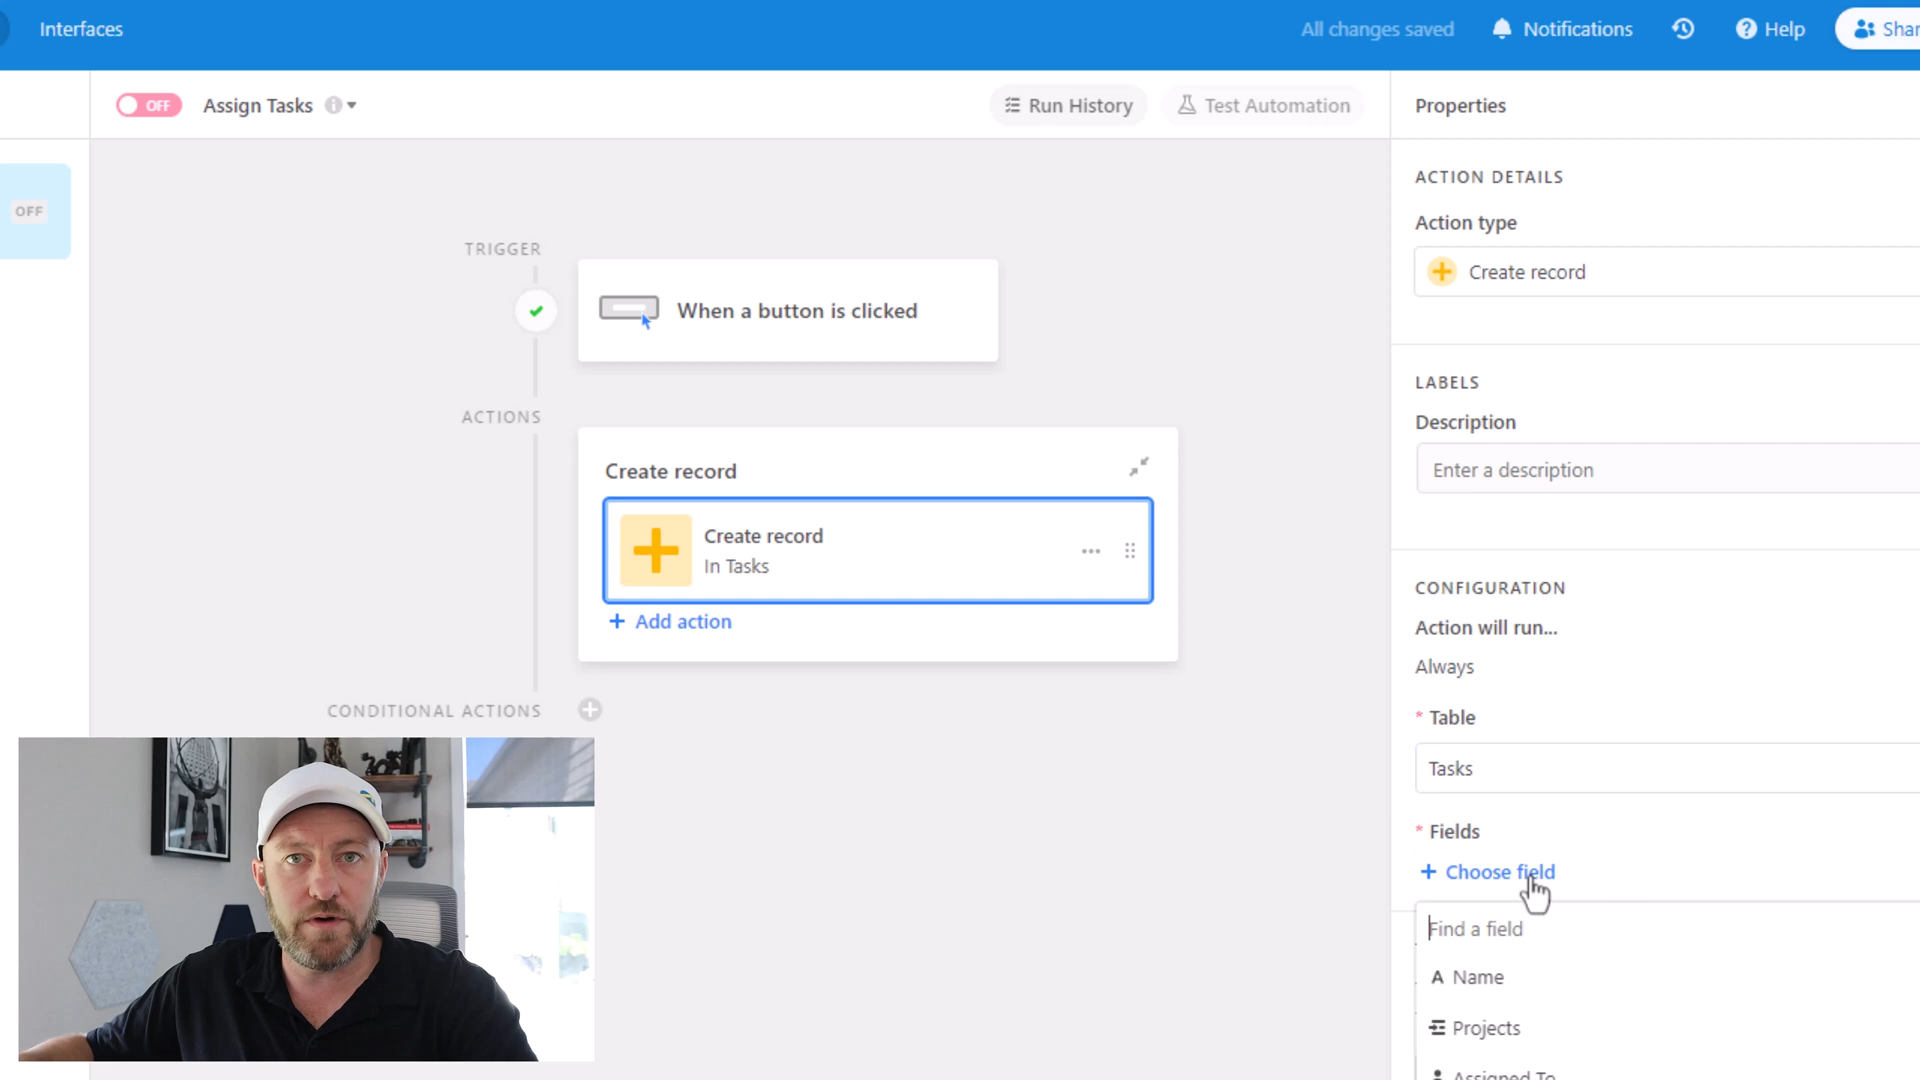 Interfaces
All changes saved
Notifications
Help
OFF
Assign Tasks
Run History
Test Automation
Properties
OFF
TRIGGER
When a button is clicked
ACTIONS
Create record
Create record
In Tasks
+ Add action
CONDITIONAL ACTIONS
ACTION DETAILS
Action type
Create record
LABELS
Description
Enter a description
CONFIGURATION
Action will run...
Always
* Table
Tasks
* Fields
+ Choose field
Find a field
A Name
Projects
Assigned To